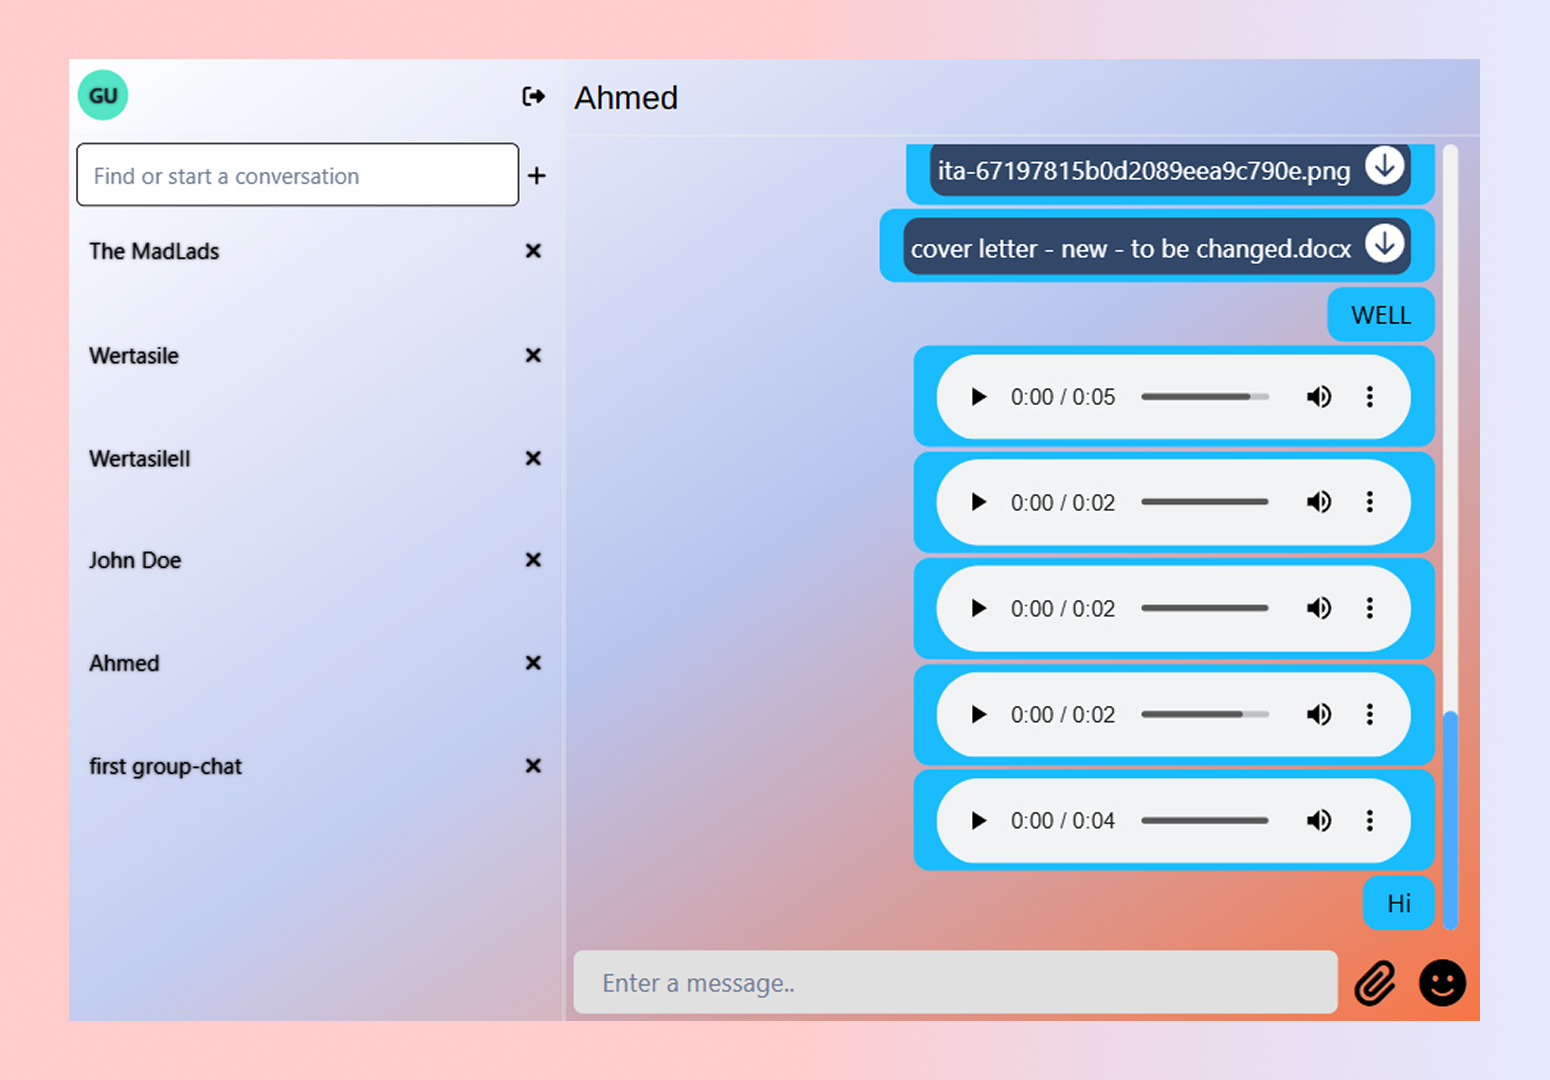 GU
Find or start a conversation
The MadLads
Wertasile
Wertasilell
John Doe
Ahmed
first group-chat
Ahmed
ita-67197815b0d2089eea9c790e.png
cover letter - new - to be changed.docx
WELL
0:00 / 0:05
0:00 / 0:02
0:00 / 0:02
0:00 / 0:02
0:00 / 0:04
Hi
Enter a message..